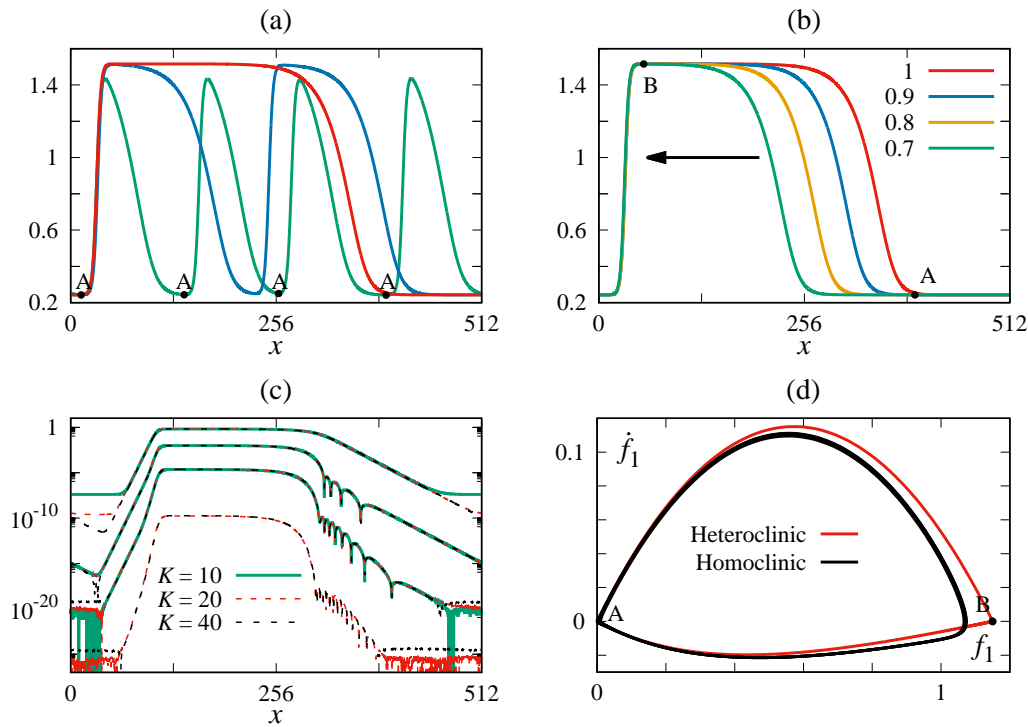 (a)
1.4
1
0.6
0.2
A
A
A
A
0
256
512
x
(b)
1.4
1
0.6
0.2
B
A
1
0.9
0.8
0.7
0
256
512
x
(c)
1
10^-10
10^-20
K = 10
K = 20
K = 40
0
256
512
x
(d)
0.1
0
ḟ_1
Heteroclinic
Homoclinic
A
B
f_1
0
1